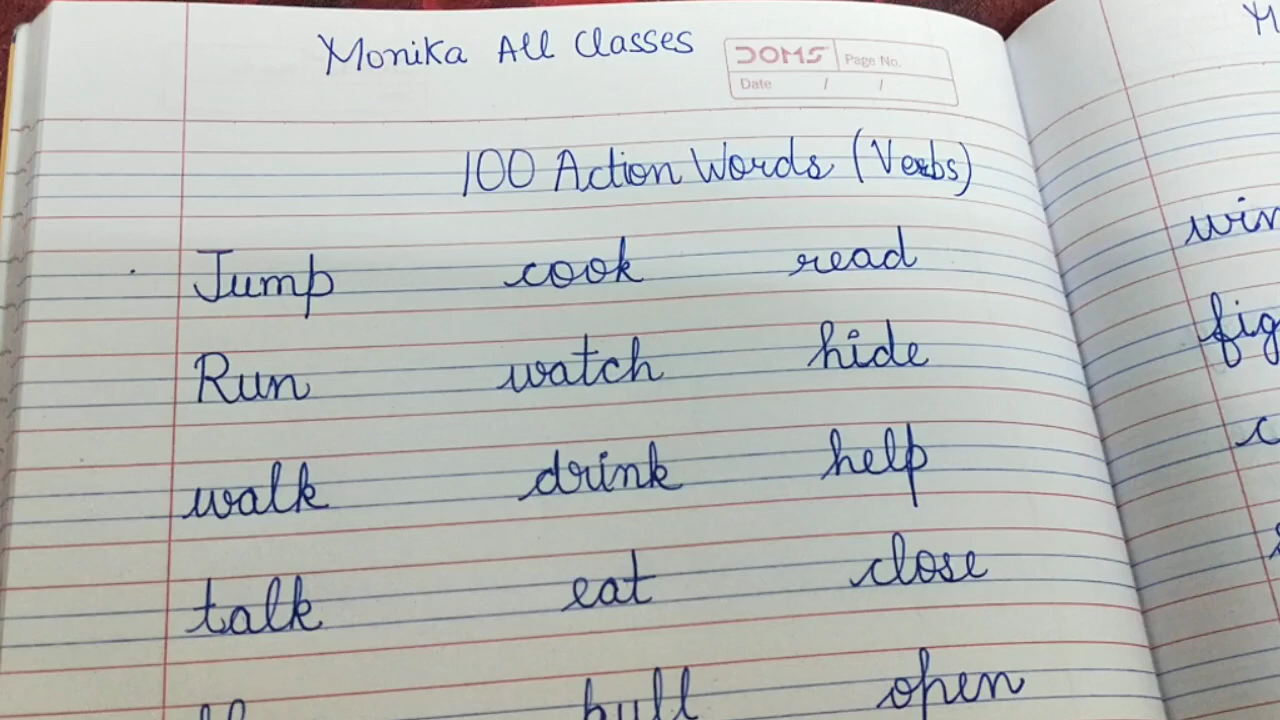 Monika All Classes
DOMS Page No.
Date / /
100 Action Words (Verbs)
Jump cook read
Run watch hide
walk drink help
talk eat close
pull open